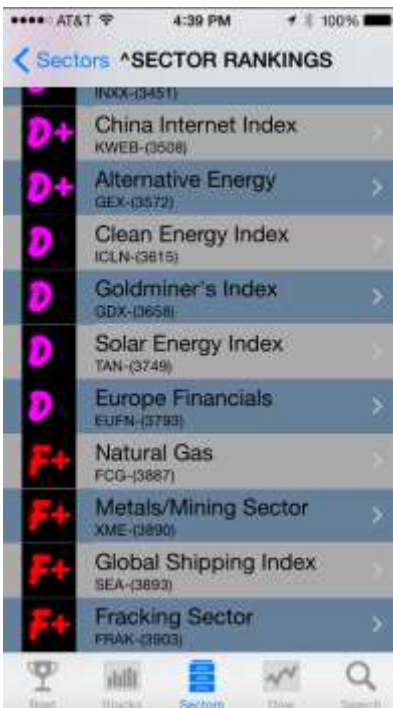 AT&T 4:39 PM 100%
Sectors ^SECTOR RANKINGS
INXX-(3451)
D+ China Internet Index
KWEB-(3508)
D+ Alternative Energy
GEX-(3572)
D Clean Energy Index
ICLN-(3615)
D Goldminer's Index
GDX-(3658)
D Solar Energy Index
TAN-(3749)
D Europe Financials
EUFN-(3793)
F+ Natural Gas
FCG-(3887)
F+ Metals/Mining Sector
XME-(3890)
F+ Global Shipping Index
SEA-(3893)
F+ Fracking Sector
FRAK-(3903)
Stocks Sectors Search